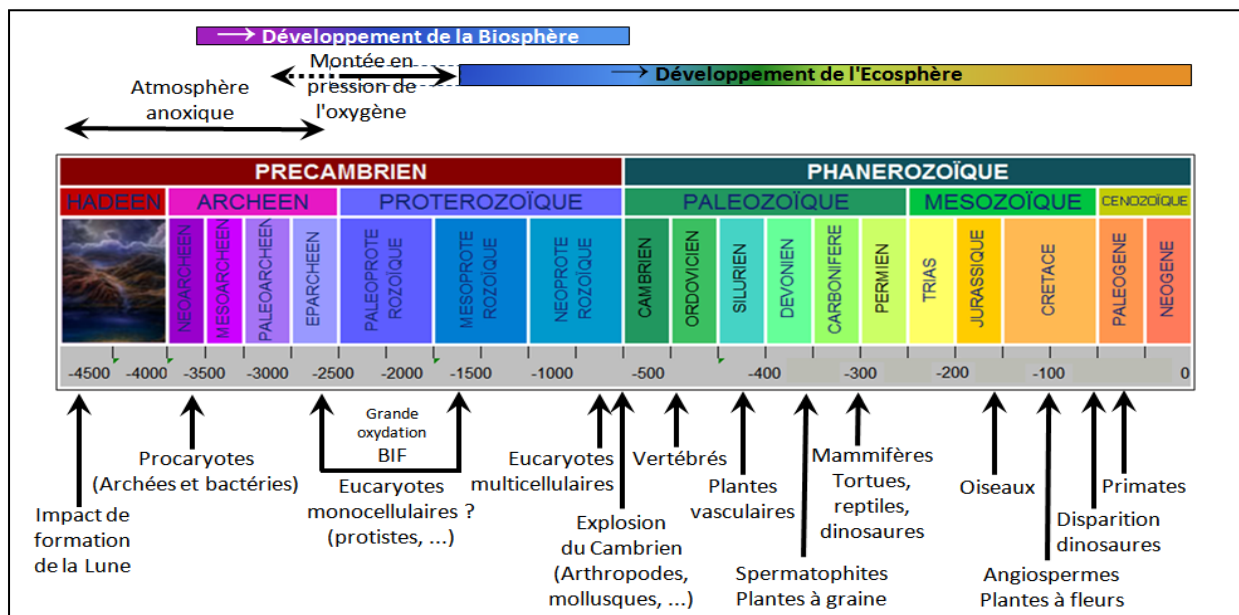 → Développement de la Biosphère
Montée en
pression de
l'oxygène
→ Développement de l'Ecosphère
Atmosphère
anoxique
PRECAMBRIEN
PHANEROZOÏQUE
HADEEN
ARCHEEN
PROTEROZOÏQUE
PALEOZOÏQUE
MESOZOÏQUE
CENOZOÏQUE
NEOARCHEEN
MESOARCHEEN
PALEOARCHEEN
EPARCHEEN
PALEOPROTE
ROZOÏQUE
MESOPROTE
ROZOÏQUE
NEOPROTE
ROZOÏQUE
CAMBRIEN
ORDOVICIEN
SILURIEN
DEVONIEN
CARBONIFERE
PERMIEN
TRIAS
JURASSIQUE
CRETACE
PALEOGENE
NEOGENE
-4500 -4000 -3500 -3000 -2500 -2000 -1500 -1000 -500 -400 -300 -200 -100 0
Impact de
formation
de la Lune
Procaryotes
(Archées et bactéries)
Grande
oxydation
BIF
Eucaryotes
monocellulaires ?
(protistes, ...)
Eucaryotes
multicellulaires
Explosion
du Cambrien
(Arthropodes,
mollusques, ...)
Vertébrés
Plantes
vasculaires
Spermatophites
Plantes à graine
Mammifères
Tortues,
reptiles,
dinosaures
Oiseaux
Angiospermes
Plantes à fleurs
Disparition
dinosaures
Primates